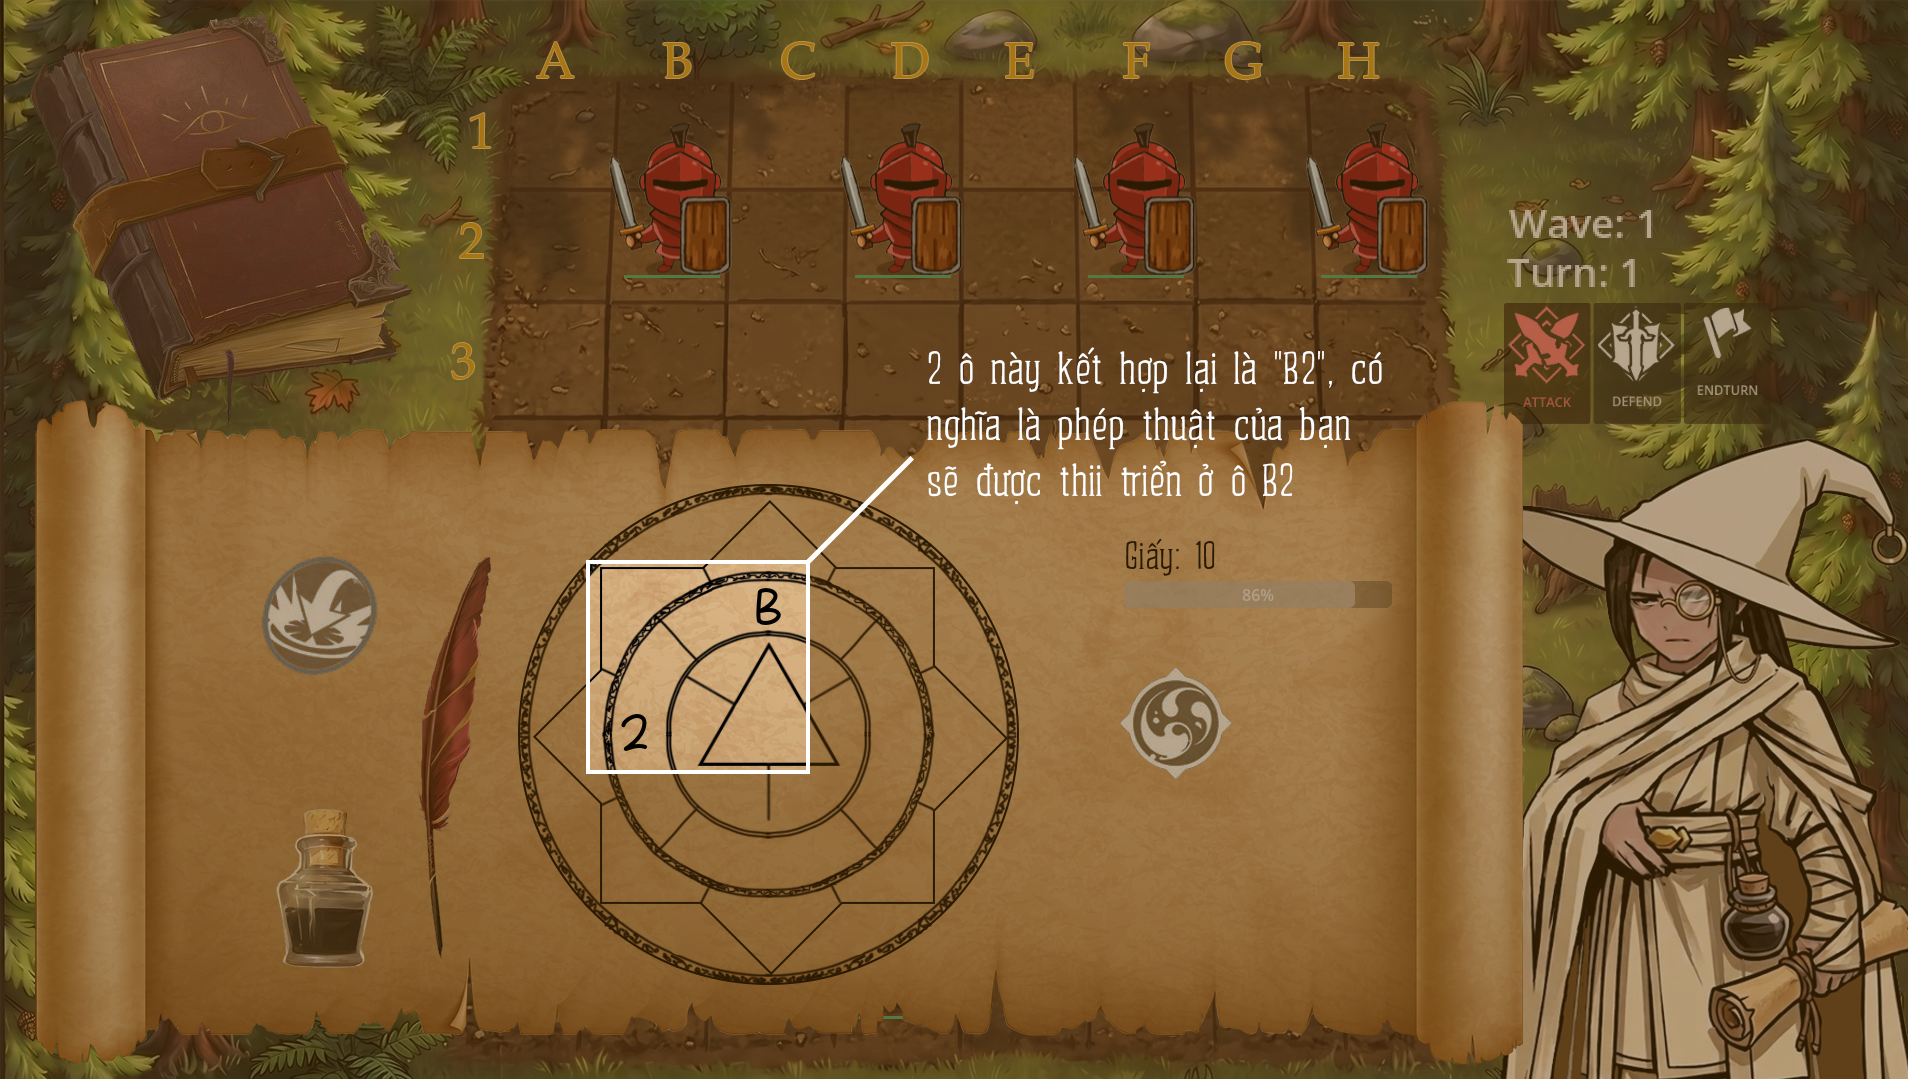 A B C D E F G H
1
2
3
Wave: 1
Turn: 1
ATTACK
DEFEND
ENDTURN
2 ô này kết hợp lại là "B2", có
nghĩa là phép thuật của bạn
sẽ được thii triển ở ô B2
Giấy: 10
86%
B
2